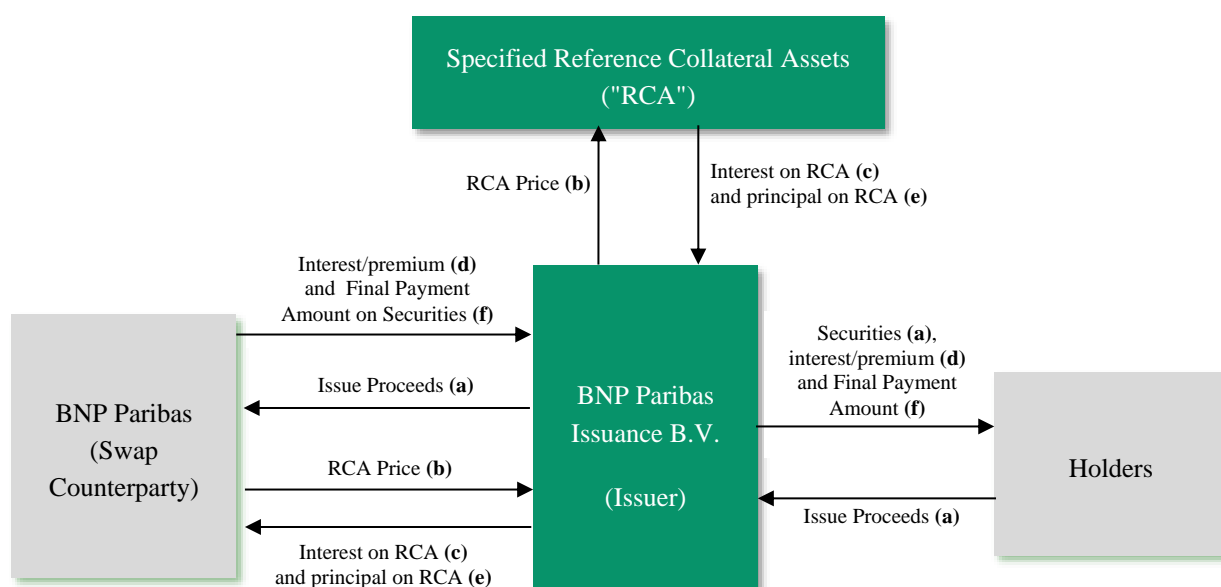 Specified Reference Collateral Assets
("RCA")
RCA Price (b)
Interest on RCA (c)
and principal on RCA (e)
Interest/premium (d)
and Final Payment
Amount on Securities (f)
Issue Proceeds (a)
RCA Price (b)
Interest on RCA (c)
and principal on RCA (e)
BNP Paribas
(Swap
Counterparty)
BNP Paribas
Issuance B.V.
(Issuer)
Securities (a),
interest/premium (d)
and Final Payment
Amount (f)
Issue Proceeds (a)
Holders